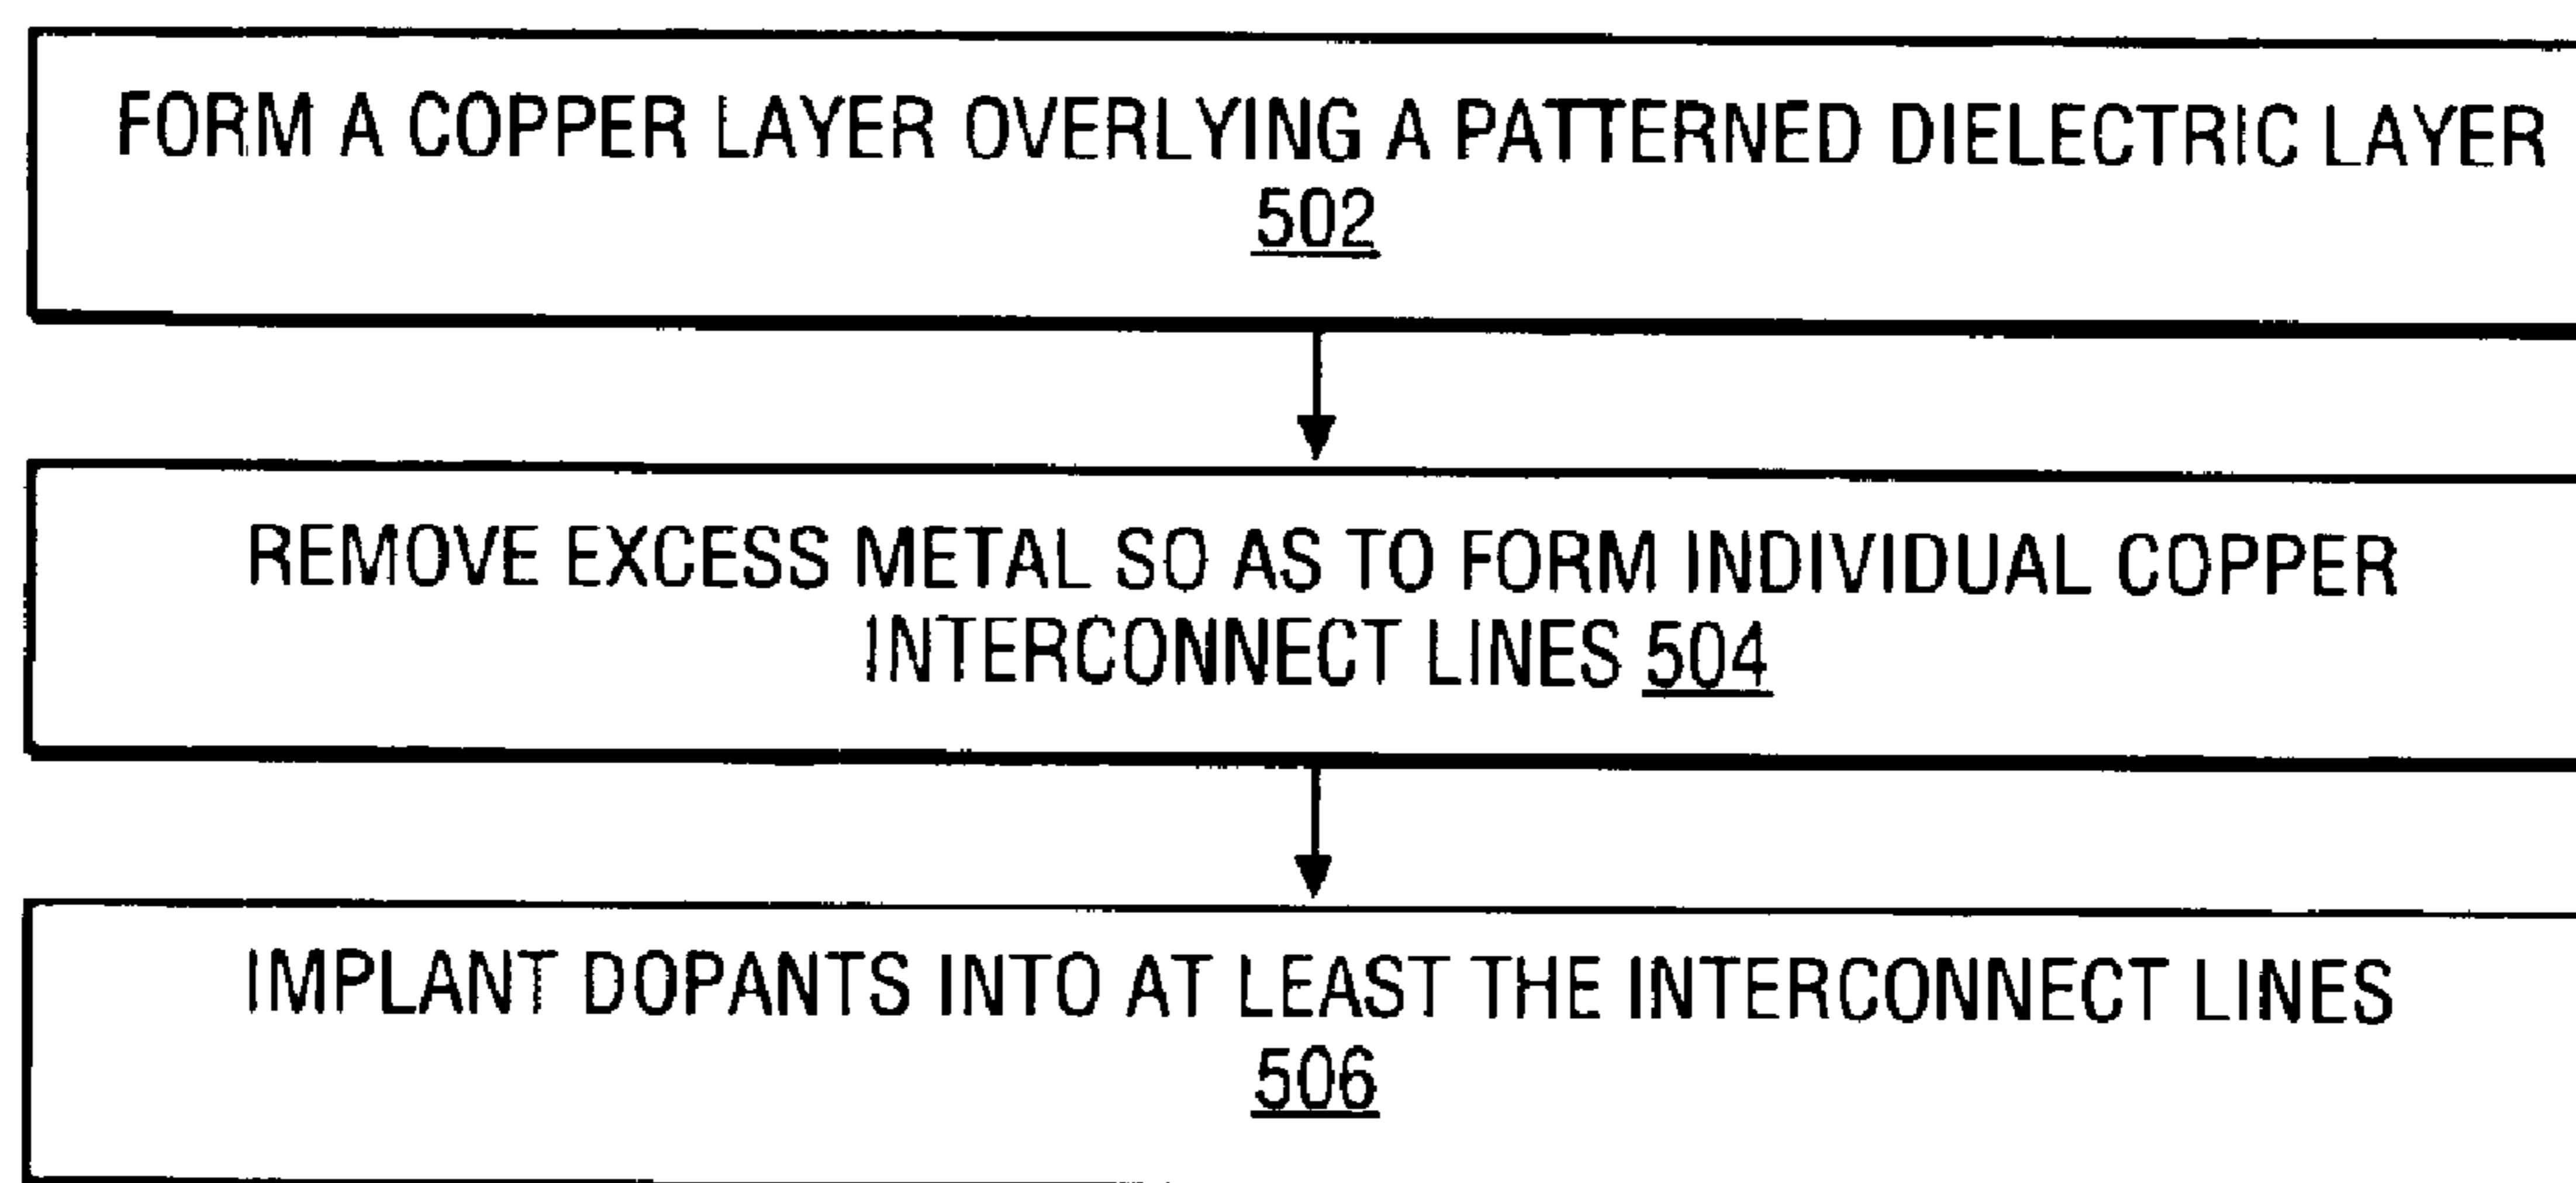 FORM A COPPER LAYER OVERLYING A PATTERNED DIELECTRIC LAYER
502
REMOVE EXCESS METAL SO AS TO FORM INDIVIDUAL COPPER
INTERCONNECT LINES 504
IMPLANT DOPANTS INTO AT LEAST THE INTERCONNECT LINES
506